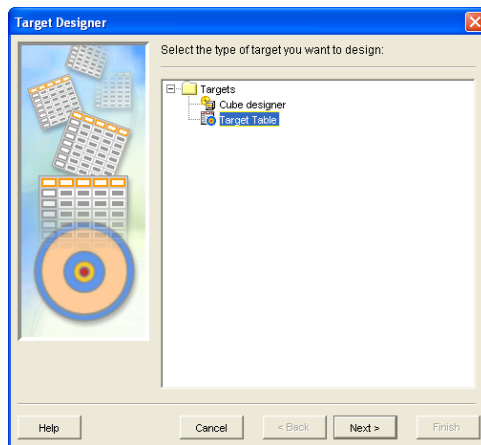 Target Designer
Select the type of target you want to design:
Targets
Cube designer
Target Table
Help
Cancel
< Back
Next >
Finish